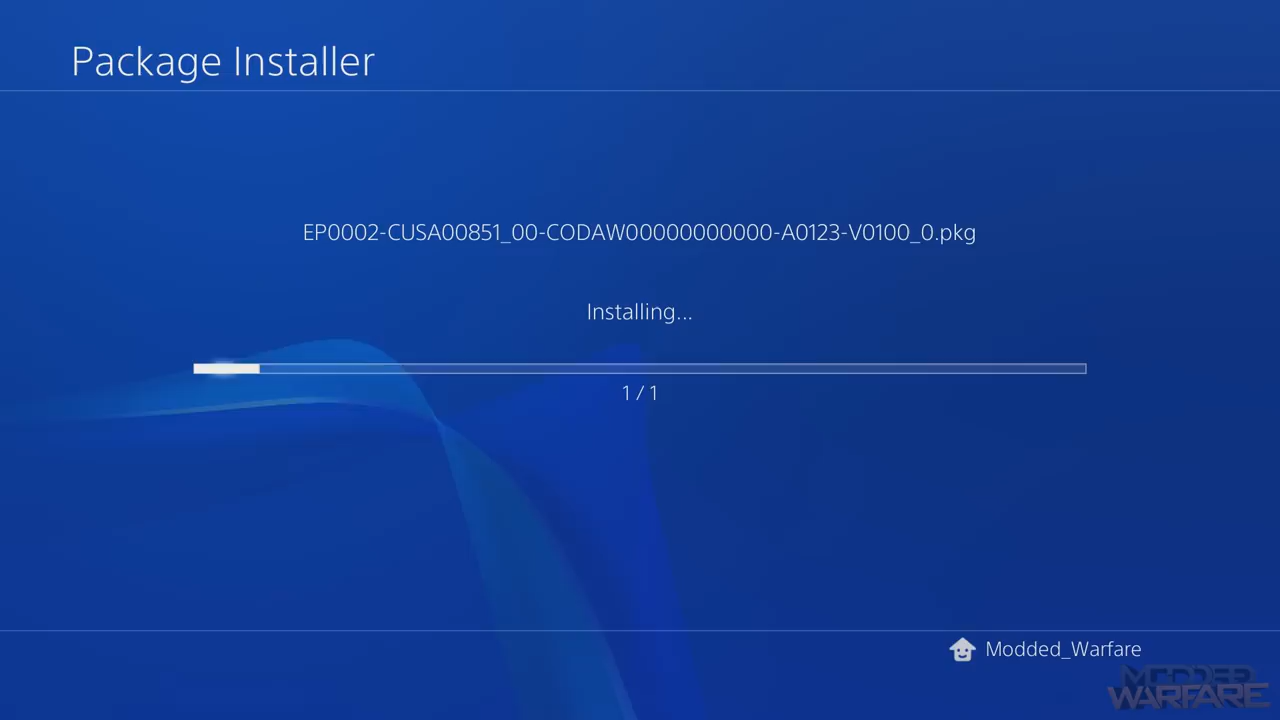 Package Installer
EP0002-CUSA00851_00-CODAW00000000000-A0123-V0100_0.pkg
Installing...
1 / 1
Modded_Warfare
MODDED
WARFARE